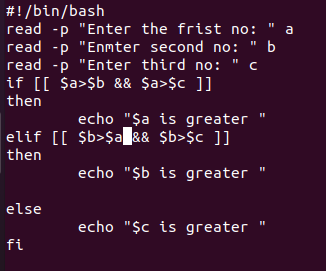 #!/bin/bash
read -p "Enter the frist no: " a
read -p "Enmter second no: " b
read -p "Enter third no: " c
if [[ $a>$b && $a>$c ]]
then
        echo "$a is greater "
elif [[ $b>$a && $b>$c ]]
then
        echo "$b is greater "

else
        echo "$c is greater "
fi